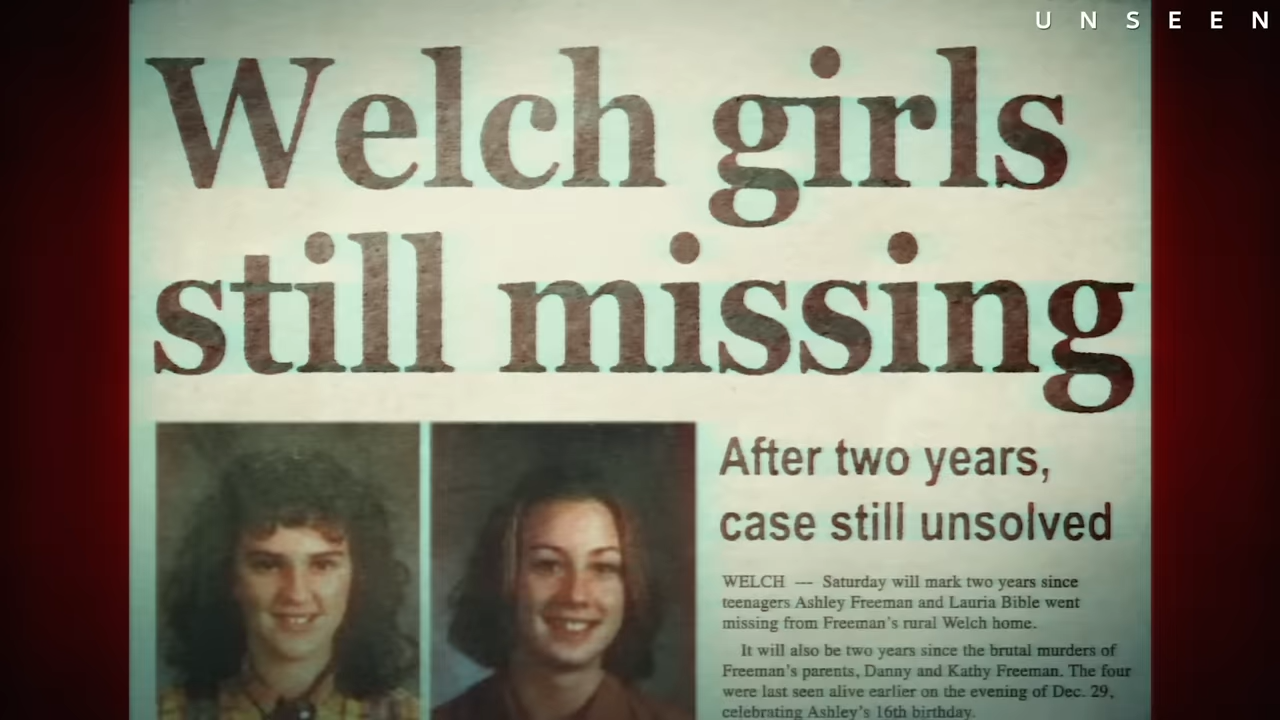 UNSEEN
Welch girls
still missing
After two years,
case still unsolved
WELCH — Saturday will mark two years since
teenagers Ashley Freeman and Lauria Bible went
missing from Freeman's rural Welch home.
It will also be two years since the brutal murders of
Freeman's parents, Danny and Kathy Freeman. The four
were last seen alive earlier on the evening of Dec. 29,
celebrating Ashley's 16th birthday.